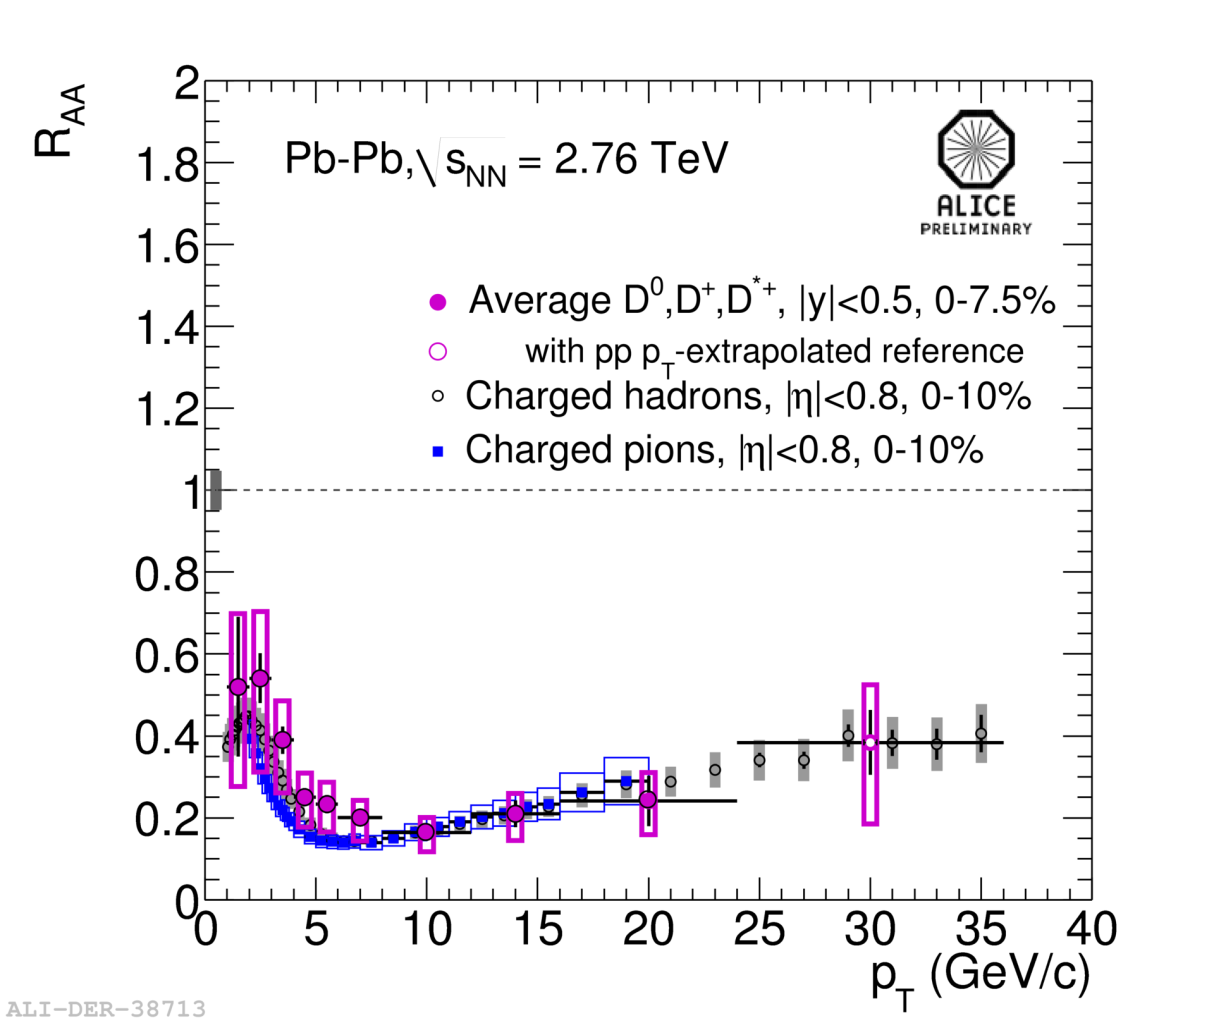 R_AA
2
1.8
1.6
1.4
1.2
1
0.8
0.6
0.4
0.2
0
Pb-Pb, √s_NN = 2.76 TeV
ALICE
PRELIMINARY
Average D⁰,D⁺,D*⁺, |y|<0.5, 0-7.5%
with pp p_T-extrapolated reference
Charged hadrons, |η|<0.8, 0-10%
Charged pions, |η|<0.8, 0-10%
0 5 10 15 20 25 30 35 40
p_T (GeV/c)
ALI-DER-38713